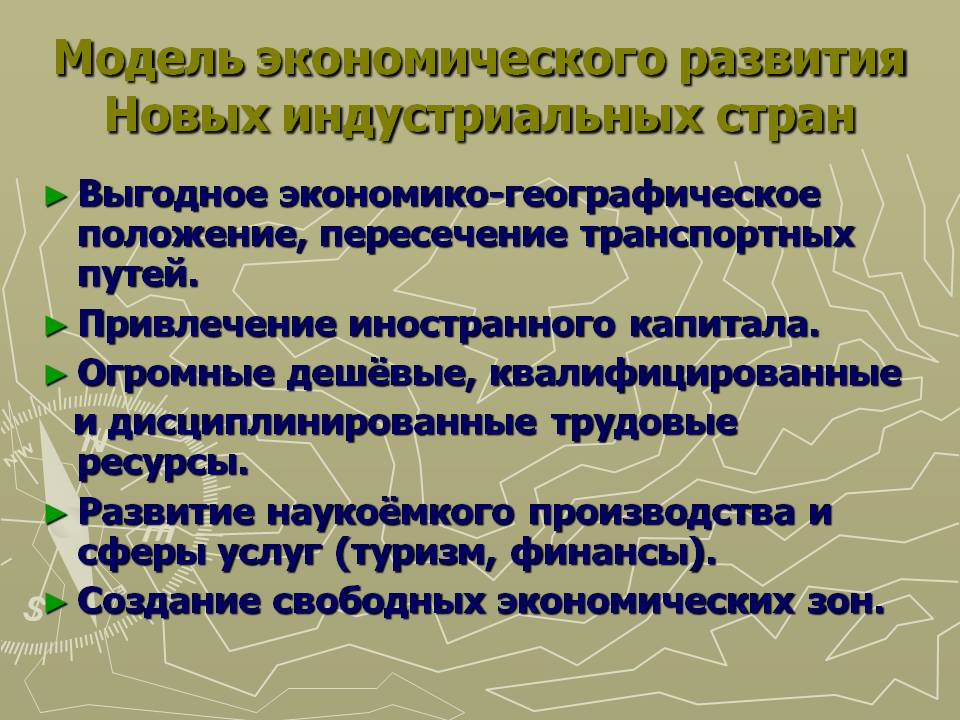 Модель экономического развития
Новых индустриальных стран
► Выгодное экономико-географическое
положение, пересечение транспортных
путей.
► Привлечение иностранного капитала.
► Огромные дешёвые, квалифицированные
и дисциплинированные трудовые
ресурсы.
► Развитие наукоёмкого производства и
сферы услуг (туризм, финансы).
► Создание свободных экономических зон.
NW
N
E
S